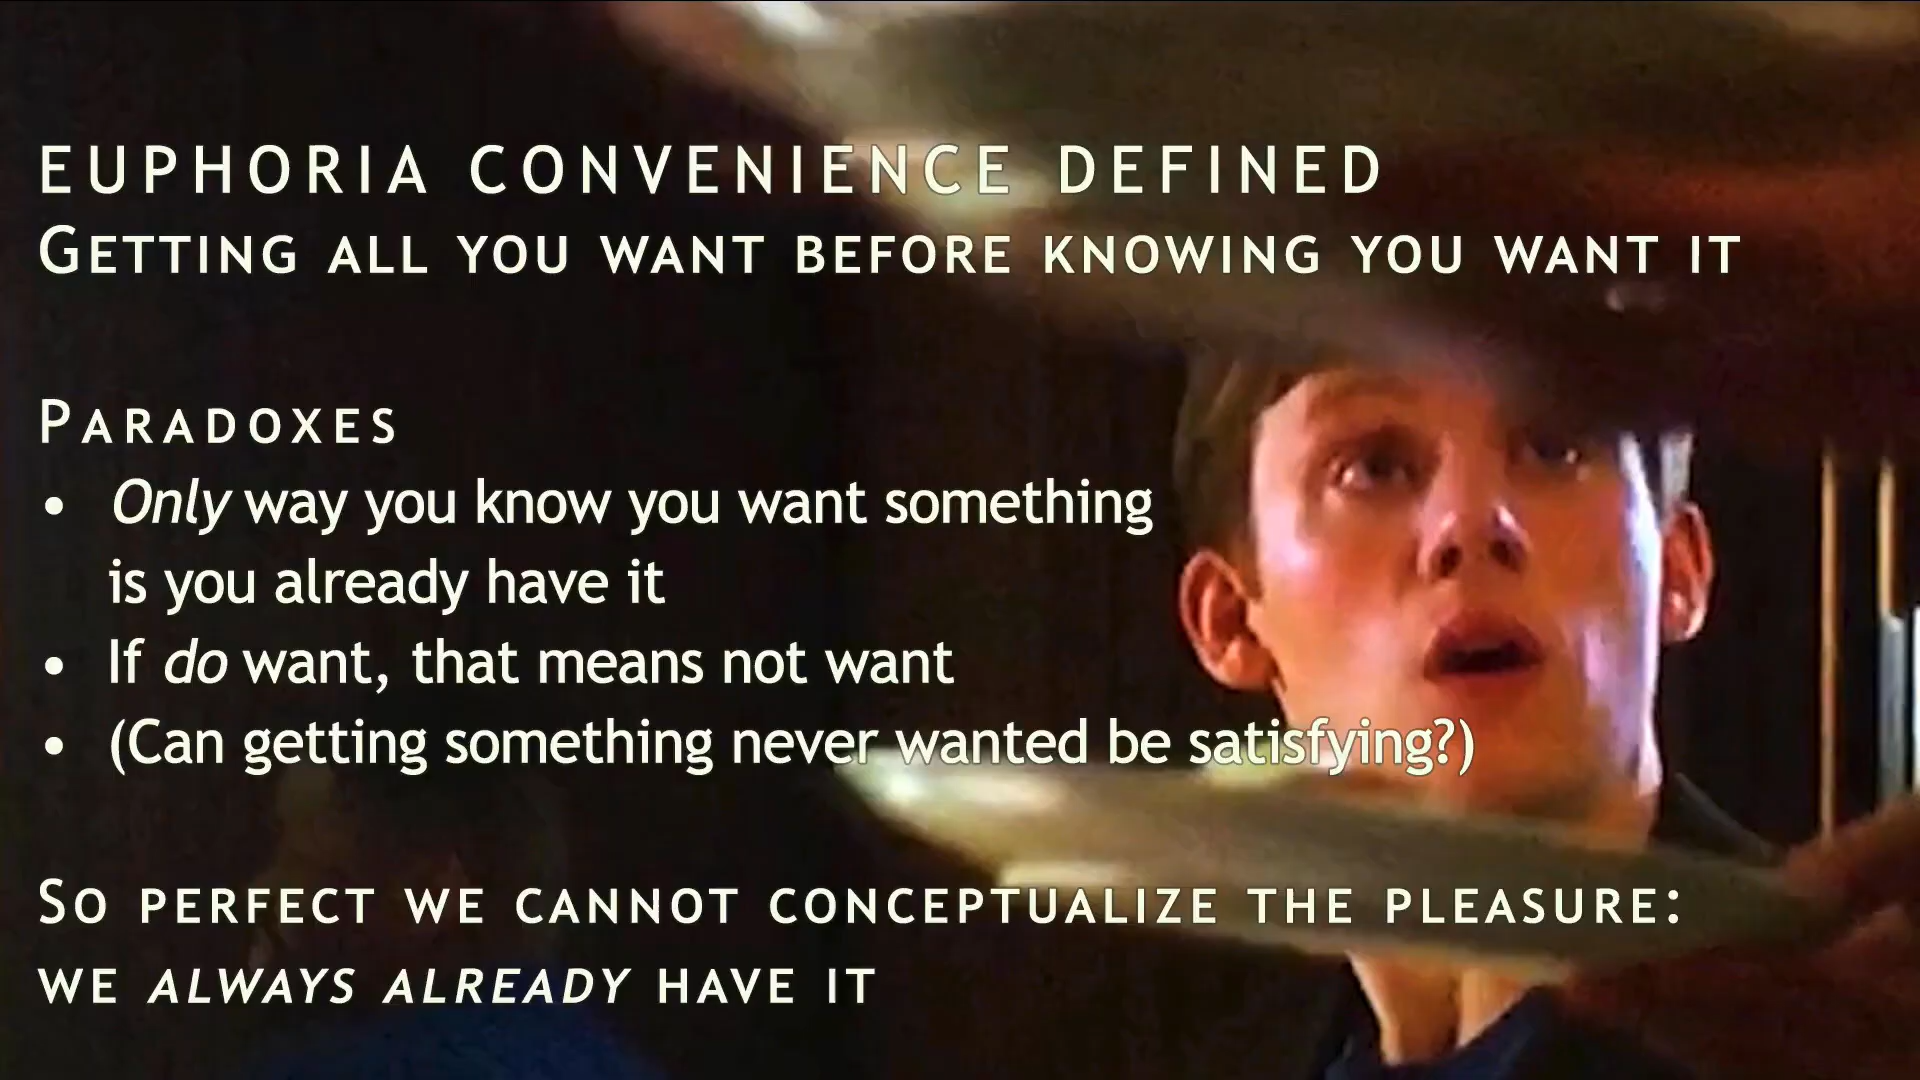 EUPHORIA CONVENIENCE DEFINED
GETTING ALL YOU WANT BEFORE KNOWING YOU WANT IT
PARADOXES
• Only way you know you want something
is you already have it
• If do want, that means not want
• (Can getting something never wanted be satisfying?)
SO PERFECT WE CANNOT CONCEPTUALIZE THE PLEASURE:
WE ALWAYS ALREADY HAVE IT